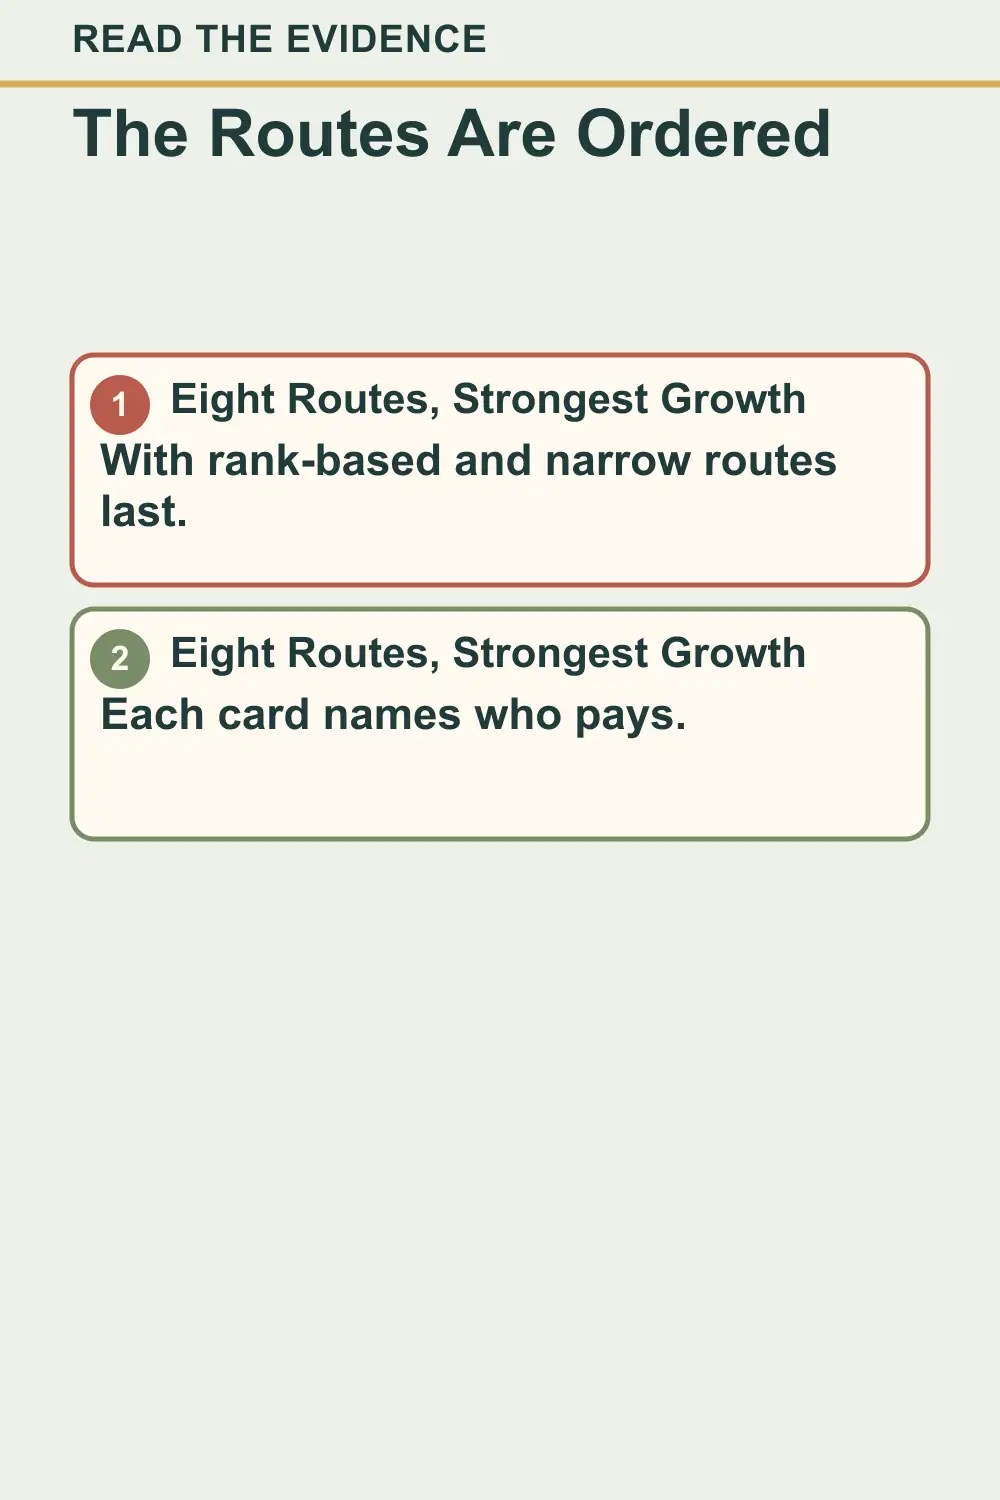 READ THE EVIDENCE
The Routes Are Ordered
1 Eight Routes, Strongest Growth
With rank-based and narrow routes
last.
2 Eight Routes, Strongest Growth
Each card names who pays.